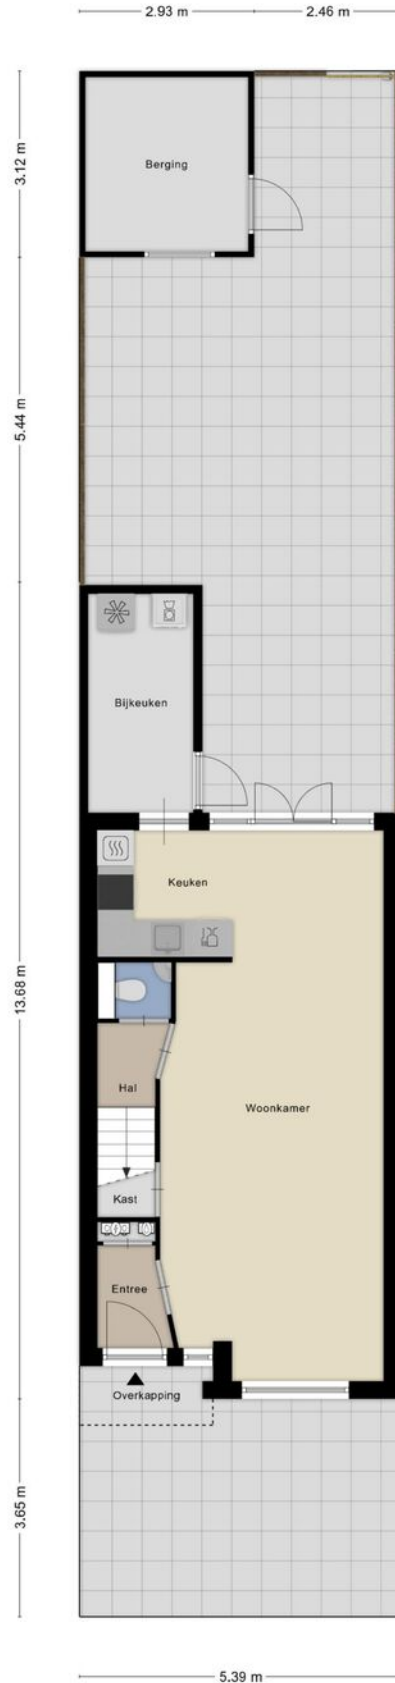 2.93 m
2.46 m
3.12 m
Berging
5.44 m
Bijkeuken
Keuken
13.68 m
Hal
Woonkamer
Kast
Entree
Overkapping
3.65 m
5.39 m